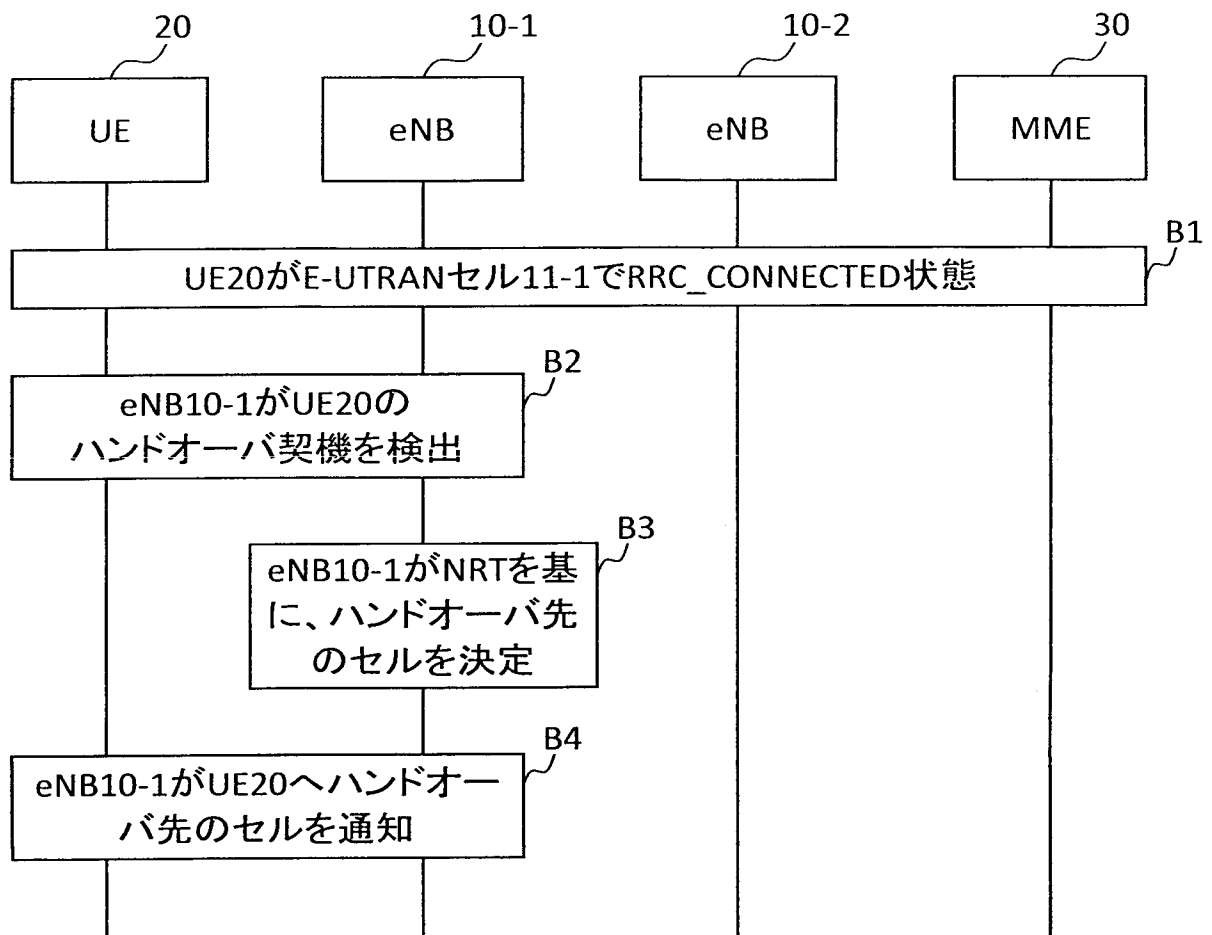 20
10-1
10-2
30
UE
eNB
eNB
MME
B1
UE20がE-UTRANセル11-1でRRC_CONNECTED状態
B2
eNB10-1がUE20の
ハンドオーバ契機を検出
B3
eNB10-1がNRTを基
に、ハンドオーバ先
のセルを決定
B4
eNB10-1がUE20へハンドオー
バ先のセルを通知